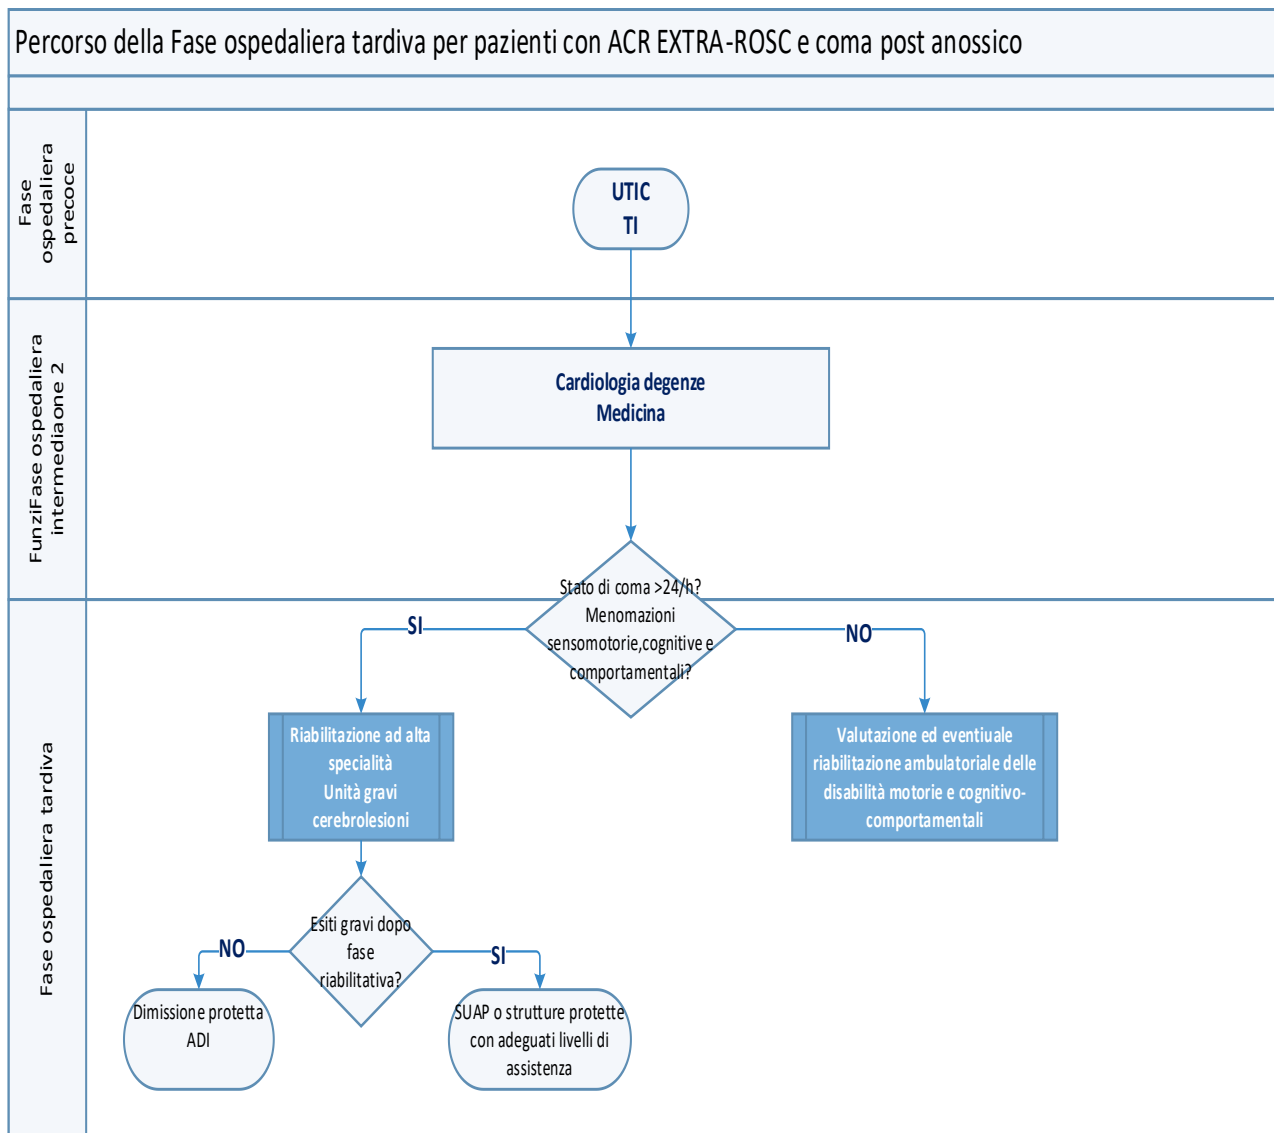 Percorso della Fase ospedaliera tardiva per pazienti con ACR EXTRA-ROSC e coma post anossico
Fase
ospedaliera
precoce
UTIC
TI
FunziFase ospedaliera
intermediaone 2
Cardiologia degenze
Medicina
Stato di coma >24/h?
Menomazioni
sensomotorie,cognitive e
comportamentali?
SI
NO
Fase ospedaliera tardiva
Riabilitazione ad alta
specialità
Unità gravi
cerebrolesioni
Valutazione ed eventiuale
riabilitazione ambulatoriale delle
disabilità motorie e cognitivo-
comportamentali
Esiti gravi dopo
fase
riabilitativa?
NO
SI
Dimissione protetta
ADI
SUAP o strutture protette
con adeguati livelli di
assistenza